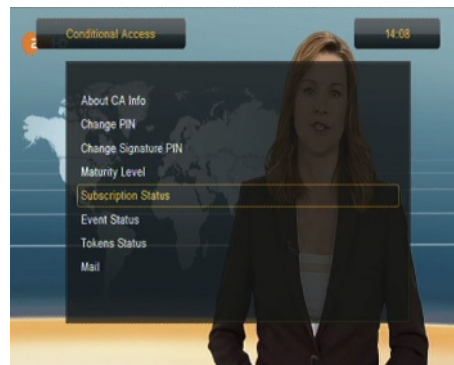 Conditional Access
14:08
About CA Info
Change PIN
Change Signature PIN
Maturity Level
Subscription Status
Event Status
Tokens Status
Mail